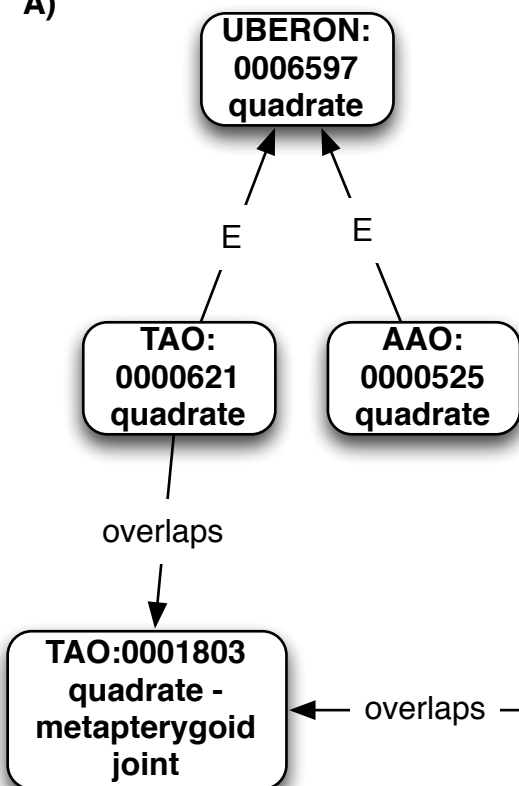 A)
UBERON:
0006597
quadrate
E
E
TAO:
0000621
quadrate
AAO:
0000525
quadrate
overlaps
TAO:0001803
quadrate -
metapterygoid
joint
overlaps